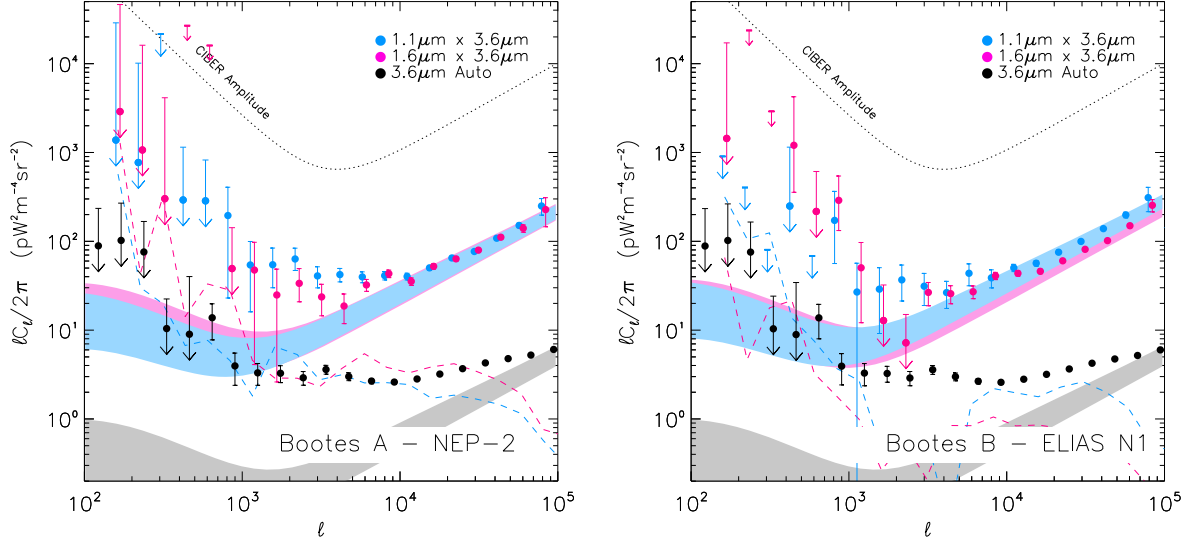 1.1μm x 3.6μm
1.6μm x 3.6μm
3.6μm Auto
CIBER Amplitude
Bootes A – NEP–2
ℓCℓ/2π (pW²m⁻⁴sr⁻²)
10⁴
10³
10²
10¹
10⁰
10² 10³ 10⁴ 10⁵
ℓ
1.1μm x 3.6μm
1.6μm x 3.6μm
3.6μm Auto
CIBER Amplitude
Bootes B – ELIAS N1
ℓCℓ/2π (pW²m⁻⁴sr⁻²)
10⁴
10³
10²
10¹
10⁰
10² 10³ 10⁴ 10⁵
ℓ